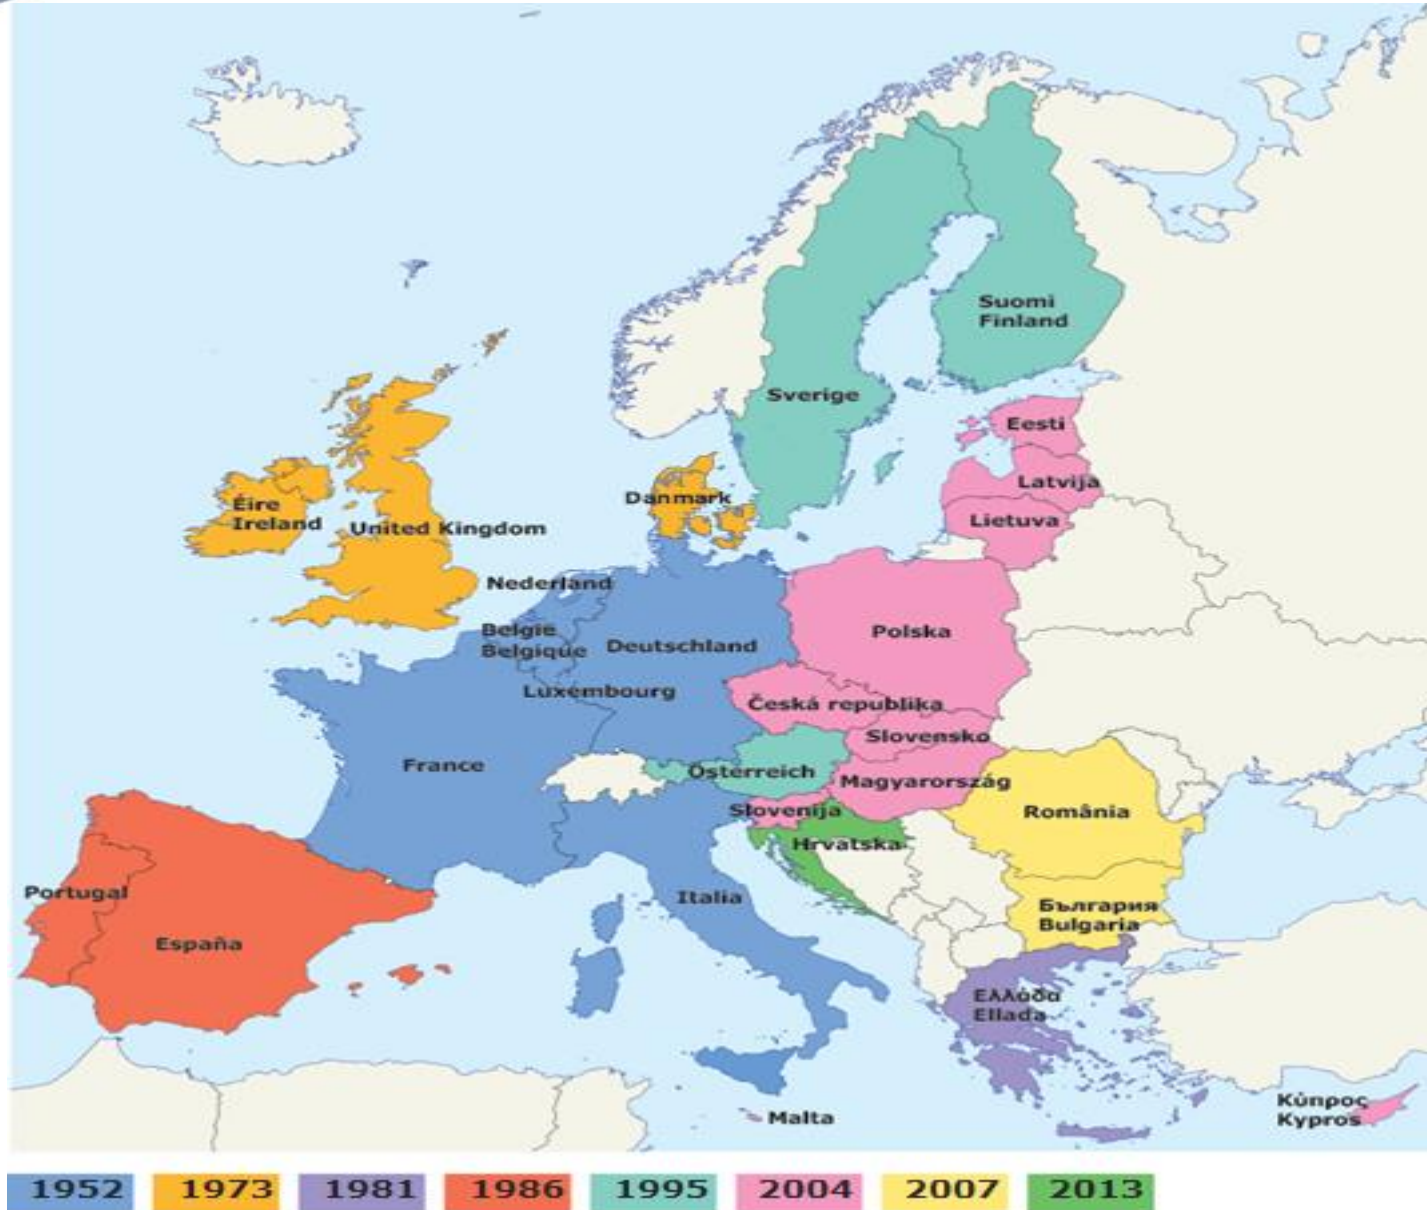 Suomi
Finland
Sverige
Eesti
Latvija
Lietuva
Danmark
Éire
Ireland
United Kingdom
Nederland
België
Belgique
Deutschland
Polska
Luxembourg
Česká republika
Slovensko
France
Österreich
Magyarország
Slovenija
România
Hrvatska
Portugal
Italia
България
Bulgaria
España
Ελλάδα
Ellada
Malta
Κύπρος
Kypros
1952 1973 1981 1986 1995 2004 2007 2013